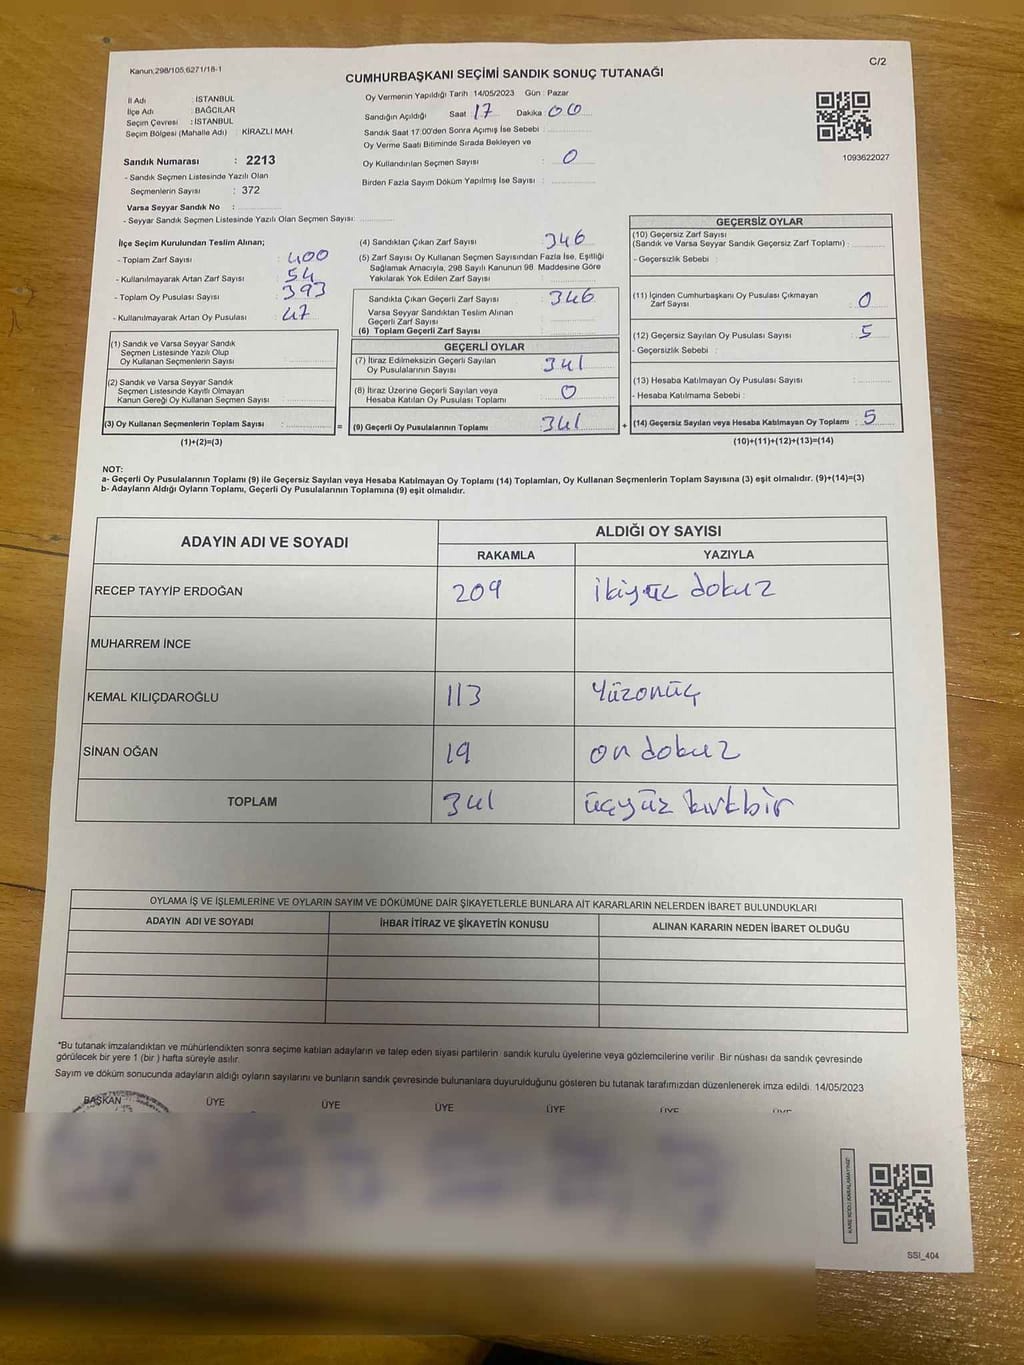 Kanun.298/105,6271/18-1
C/2
CUMHURBAŞKANI SEÇİMİ SANDIK SONUÇ TUTANAĞI
İl Adı : İSTANBUL
İlçe Adı : BAĞCILAR
Seçim Çevresi : İSTANBUL
Seçim Bölgesi (Mahalle Adı) : KİRAZLI MAH.
Sandık Numarası : 2213
- Sandık Seçmen Listesinde Yazılı Olan
Seçmenlerin Sayısı : 372
Varsa Seyyar Sandık No :
- Seyyar Sandık Seçmen Listesinde Yazılı Olan Seçmen Sayısı:
Oy Vermenin Yapıldığı Tarih : 14/05/2023 Gün : Pazar
Sandığın Açıldığı Saat : 17 Dakika : 00
Sandık Saat 17:00'den Sonra Açımış İse Sebebi :
Oy Verme Saati Bitiminde Sırada Bekleyen ve
Oy Kullandırılan Seçmen Sayısı : 0
Birden Fazla Sayım Döküm Yapılmış İse Sayısı :
1093622027
İlçe Seçim Kurulundan Teslim Alınan;
- Toplam Zarf Sayısı : 400
- Kullanılmayarak Artan Zarf Sayısı : 54
- Toplam Oy Pusulası Sayısı : 393
- Kullanılmayarak Artan Oy Pusulası : 47
(1) Sandık ve Varsa Seyyar Sandık
Seçmen Listesinde Yazılı Olup
Oy Kullanan Seçmenlerin Sayısı :
(2) Sandık ve Varsa Seyyar Sandık
Seçmen Listesinde Kayıtlı Olmayan
Kanun Gereği Oy Kullanan Seçmen Sayısı :
(3) Oy Kullanan Seçmenlerin Toplam Sayısı : =
(1)+(2)=(3)
(4) Sandıktan Çıkan Zarf Sayısı : 346
(5) Zarf Sayısı Oy Kullanan Seçmen Sayısından Fazla İse, Eşitliği
Sağlamak Amacıyla, 298 Sayılı Kanunun 98. Maddesine Göre
Yakılarak Yok Edilen Zarf Sayısı :
Sandıkta Çıkan Geçerli Zarf Sayısı : 346
Varsa Seyyar Sandıktan Teslim Alınan
Geçerli Zarf Sayısı :
(6) Toplam Geçerli Zarf Sayısı :
GEÇERLİ OYLAR
(7) İtiraz Edilmeksizin Geçerli Sayılan
Oy Pusulalarının Sayısı : 341
(8) İtiraz Üzerine Geçerli Sayılan veya
Hesaba Katılan Oy Pusulası Toplamı : 0
(9) Geçerli Oy Pusulalarının Toplamı : 341 +
GEÇERSİZ OYLAR
(10) Geçersiz Zarf Sayısı
(Sandık ve Varsa Seyyar Sandık Geçersiz Zarf Toplamı) :
- Geçersizlik Sebebi :
(11) İçinden Cumhurbaşkanı Oy Pusulası Çıkmayan
Zarf Sayısı : 0
(12) Geçersiz Sayılan Oy Pusulası Sayısı : 5
- Geçersizlik Sebebi :
(13) Hesaba Katılmayan Oy Pusulası Sayısı :
- Hesaba Katılmama Sebebi :
(14) Geçersiz Sayılan veya Hesaba Katılmayan Oy Toplamı : 5
(10)+(11)+(12)+(13)=(14)
NOT:
a- Geçerli Oy Pusulalarının Toplamı (9) ile Geçersiz Sayılan veya Hesaba Katılmayan Oy Toplamı (14) Toplamları, Oy Kullanan Seçmenlerin Toplam Sayısına (3) eşit olmalıdır. (9)+(14)=(3)
b- Adayların Aldığı Oyların Toplamı, Geçerli Oy Pusulalarının Toplamına (9) eşit olmalıdır.
ADAYIN ADI VE SOYADI ALDIĞI OY SAYISI
RAKAMLA YAZIYLA
RECEP TAYYİP ERDOĞAN 209 ikiyüz dokuz
MUHARREM İNCE
KEMAL KILIÇDAROĞLU 113 Yüzonüç
SİNAN OĞAN 19 on dokuz
TOPLAM 341 üçyüz kırkbir
OYLAMA İŞ VE İŞLEMLERİNE VE OYLARIN SAYIM VE DÖKÜMÜNE DAİR ŞİKAYETLERLE BUNLARA AİT KARARLARIN NELERDEN İBARET BULUNDUKLARI
ADAYIN ADI VE SOYADI İHBAR İTİRAZ VE ŞİKAYETİN KONUSU ALINAN KARARIN NEDEN İBARET OLDUĞU
*Bu tutanak imzalandıktan ve mühürlendikten sonra seçime katılan adayların ve talep eden siyasi partilerin sandık kurulu üyelerine veya gözlemcilerine verilir. Bir nüshası da sandık çevresinde
görülecek bir yere 1 (bir) hafta süreyle asılır.
Sayım ve döküm sonucunda adayların aldığı oyların sayılarını ve bunların sandık çevresinde bulunanlara duyurulduğunu gösteren bu tutanak tarafımızdan düzenlenerek imza edildi. 14/05/2023
BAŞKAN ÜYE ÜYE ÜYE ÜYE ÜYE ÜYE
KARE KODU KARALAMAYINIZ!
SSI_404